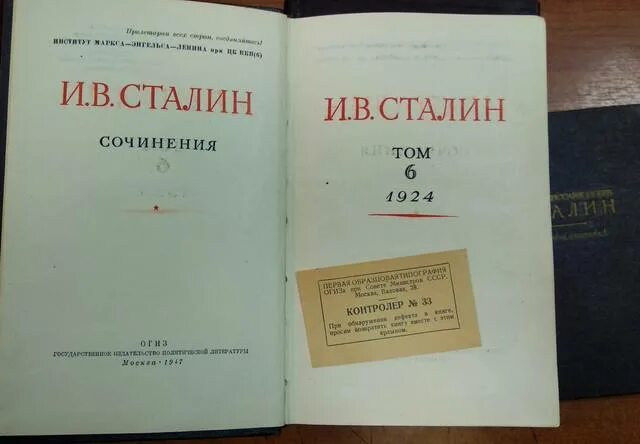 Пролетарии всех стран, соединяйтесь!
ИНСТИТУТ МАРКСА—ЭНГЕЛЬСА—ЛЕНИНА при ЦК ВКП(б)
И.В.СТАЛИН
СОЧИНЕНИЯ
ОГИЗ
ГОСУДАРСТВЕННОЕ ИЗДАТЕЛЬСТВО ПОЛИТИЧЕСКОЙ ЛИТЕРАТУРЫ
Москва • 1947
И.В.СТАЛИН
ТОМ
6
1924
ПЕРВАЯ ОБРАЗЦОВАЯ ТИПОГРАФИЯ
ОГИЗа при Совете Министров СССР.
Москва, Валовая, 28.
КОНТРОЛЕР № 33
При обнаружении дефекта в книге,
просим возвратить книгу вместе с этим
ярлыком.
СТАЛИН